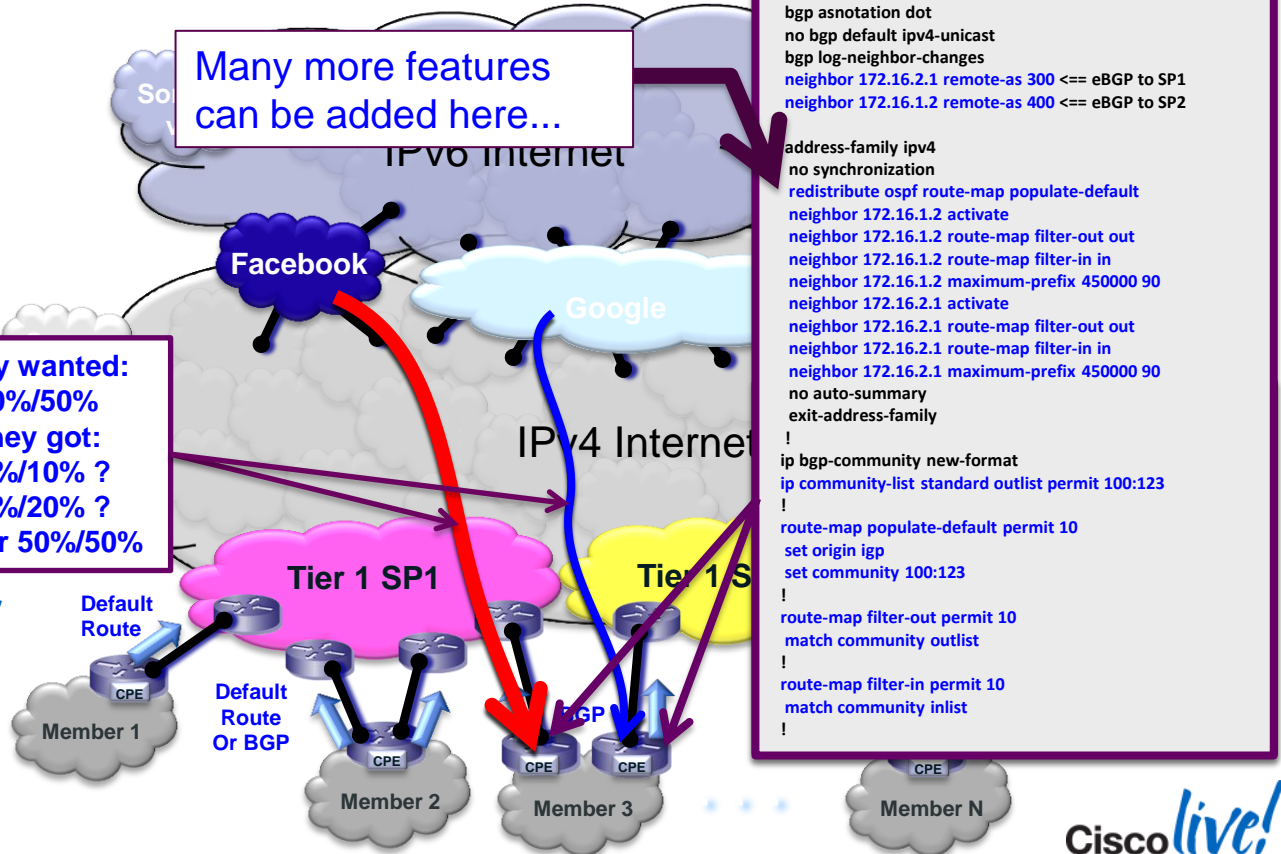 bgp asnotation dot
no bgp default ipv4-unicast
bgp log-neighbor-changes
neighbor 172.16.2.1 remote-as 300 <== eBGP to SP1
neighbor 172.16.1.2 remote-as 400 <== eBGP to SP2
address-family ipv4
no synchronization
redistribute ospf route-map populate-default
neighbor 172.16.1.2 activate
neighbor 172.16.1.2 route-map filter-out out
neighbor 172.16.1.2 route-map filter-in in
neighbor 172.16.1.2 maximum-prefix 450000 90
neighbor 172.16.2.1 activate
neighbor 172.16.2.1 route-map filter-out out
neighbor 172.16.2.1 route-map filter-in in
neighbor 172.16.2.1 maximum-prefix 450000 90
no auto-summary
exit-address-family
!
ip bgp-community new-format
ip community-list standard outlist permit 100:123
!
route-map populate-default permit 10
set origin igp
set community 100:123
!
route-map filter-out permit 10
match community outlist
!
route-map filter-in permit 10
match community inlist
!
Many more features
can be added here...
IPv6 Internet
Facebook
Google
wanted:
0%/50%
got:
%/10% ?
%/20% ?
50%/50%
IPv4 Internet
Tier 1 SP1
Tier 1 S
Default
Route
CPE
Member 1
Default
Route
Or BGP
CPE
Member 2
BGP
CPE
CPE
Member 3
. . .
CPE
Member N
Cisco live!